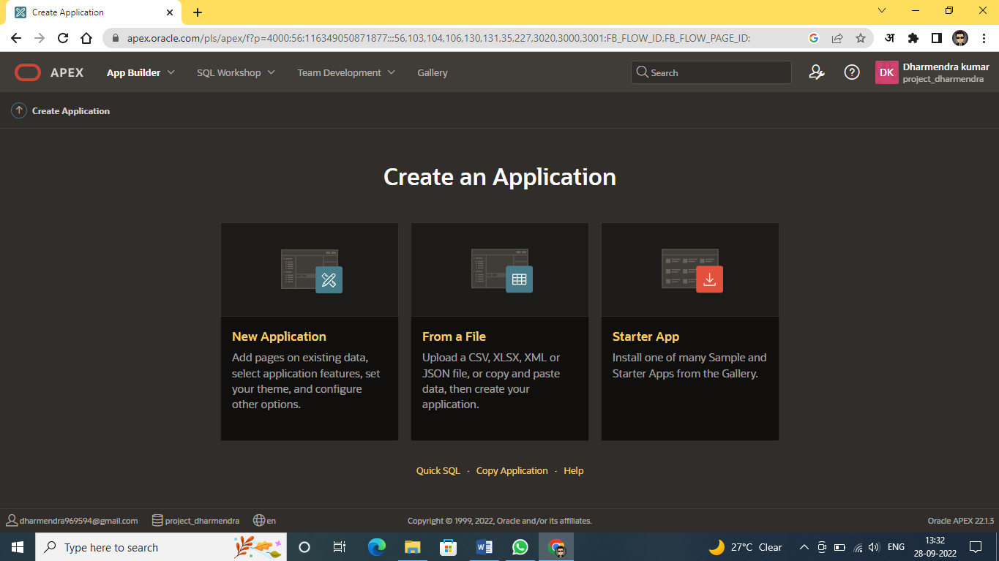 Create Application
apex.oracle.com/pls/apex/f?p=4000:56:116349050871877:::56,103,104,106,130,131,35,227,3020,3000,3001:FB_FLOW_ID,FB_FLOW_PAGE_ID:
अ
APEX App Builder SQL Workshop Team Development Gallery Search DK Dharmendra kumar
project_dharmendra
Create Application
Create an Application
New Application
Add pages on existing data,
select application features, set
your theme, and configure
other options.
From a File
Upload a CSV, XLSX, XML or
JSON file, or copy and paste
data, then create your
application.
Starter App
Install one of many Sample and
Starter Apps from the Gallery.
Quick SQL - Copy Application - Help
dharmendra969594@gmail.com project_dharmendra en Copyright © 1999, 2022, Oracle and/or its affiliates. Oracle APEX 22.1.3
Type here to search 27°C Clear ENG 13:32
28-09-2022